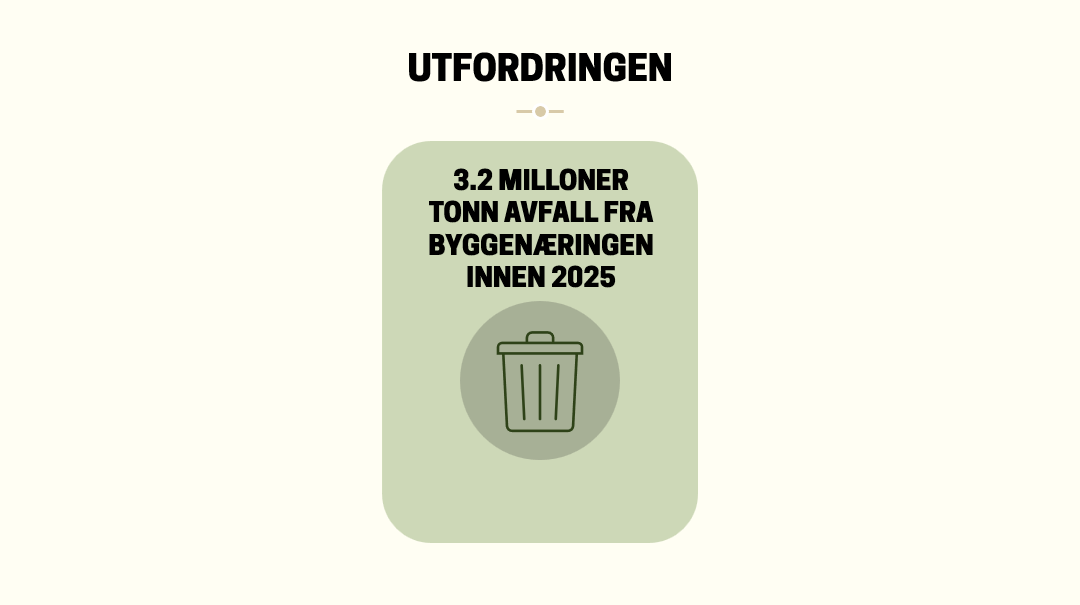 UTFORDRINGEN
3.2 MILLONER
TONN AVFALL FRA
BYGGENÆRINGEN
INNEN 2025